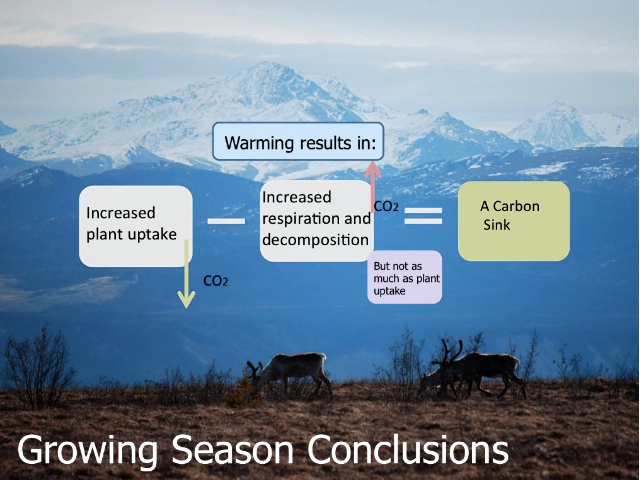 Warming results in:
Increased
plant uptake
Increased
respiration and
decomposition
CO2
A Carbon
Sink
CO2
But not as
much as plant
uptake
Growing Season Conclusions